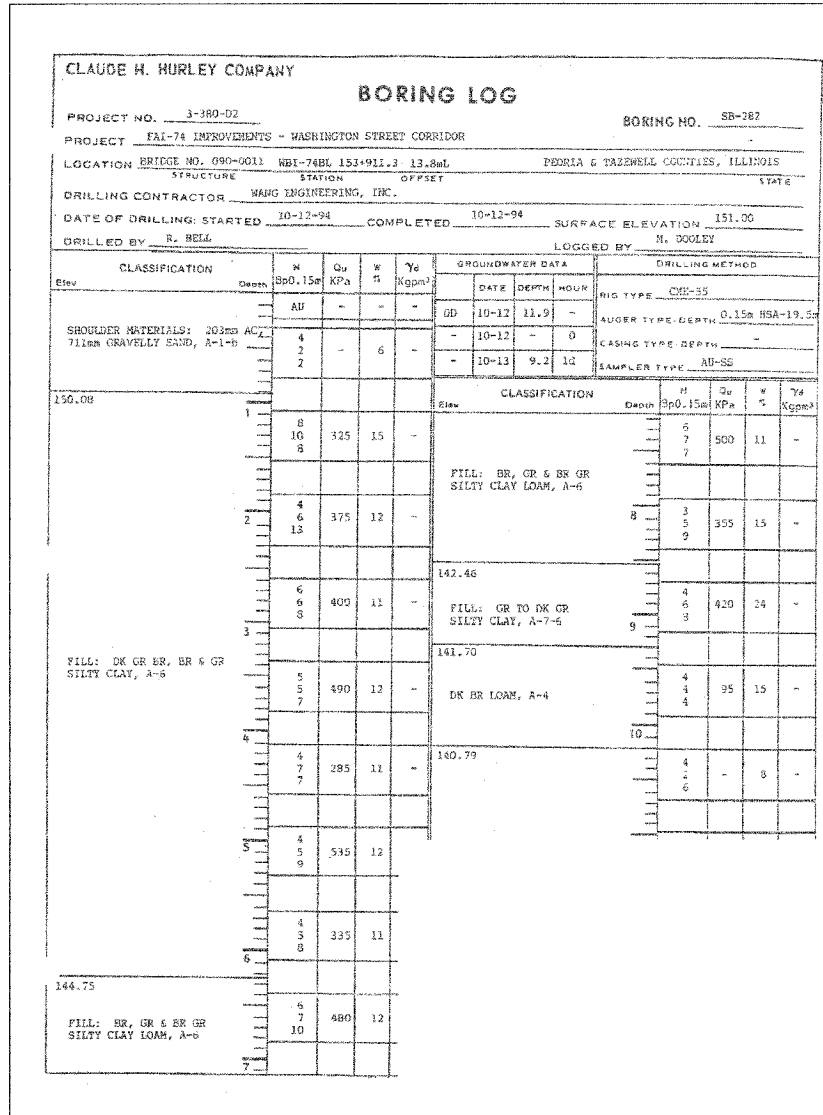 CLAUDE H. HURLEY COMPANY
BORING LOG
PROJECT NO. 3-380-D2 BORING NO. SB-282
PROJECT FAI-74 IMPROVEMENTS - WASHINGTON STREET CORRIDOR
LOCATION BRIDGE NO. 090-0011 WBI-74BL 153+911.3 13.8mL PEORIA & TAZEWELL COUNTIES, ILLINOIS
STRUCTURE STATION OFFSET STATE
DRILLING CONTRACTOR WANG ENGINEERING, INC.
DATE OF DRILLING: STARTED 10-12-94 COMPLETED 10-12-94 SURFACE ELEVATION 151.00
DRILLED BY R. BELL LOGGED BY M. DOOLEY
CLASSIFICATION
Elev Depth
N Bp0.15m
Qu KPa
W %
γd Kgpm³
AU - - -
SHOULDER MATERIALS: 203mm AC,
711mm GRAVELLY SAND, A-1-b
4
2 - 6 -
2
150.08
1
8
10 325 15 -
8
2
4
6 375 12 -
13
6
6 400 11 -
8
3
FILL: DK GR BR, BR & GR
SILTY CLAY, A-6
5
5 490 12 -
7
4
4
7 285 11 -
7
5
4
5 535 12
9
4
335 11
8
6
144.75
FILL: BR, GR & BR GR
SILTY CLAY LOAM, A-6
6
7 480 12
10
7
GROUNDWATER DATA
DATE DEPTH HOUR
10-12 11.9 -
- 10-12 - 0
- 10-13 9.2 1d
DRILLING METHOD
RIG TYPE CME-55
AUGER TYPE-DEPTH 0.15m HSA-19.5m
CASING TYPE-DEPTH -
SAMPLER TYPE AU-SS
CLASSIFICATION
Elev Depth
N Bp0.15m
Qu KPa
W %
γd Kgpm³
6
7 500 11 -
7
FILL: BR, GR & BR GR
SILTY CLAY LOAM, A-6
8
3
5 355 15 -
9
142.46
FILL: GR TO DK GR
SILTY CLAY, A-7-6
4
6 420 24 -
8
9
141.70
DK BR LOAM, A-4
4
4 95 15 -
4
10
140.79
4
- 8 -
6